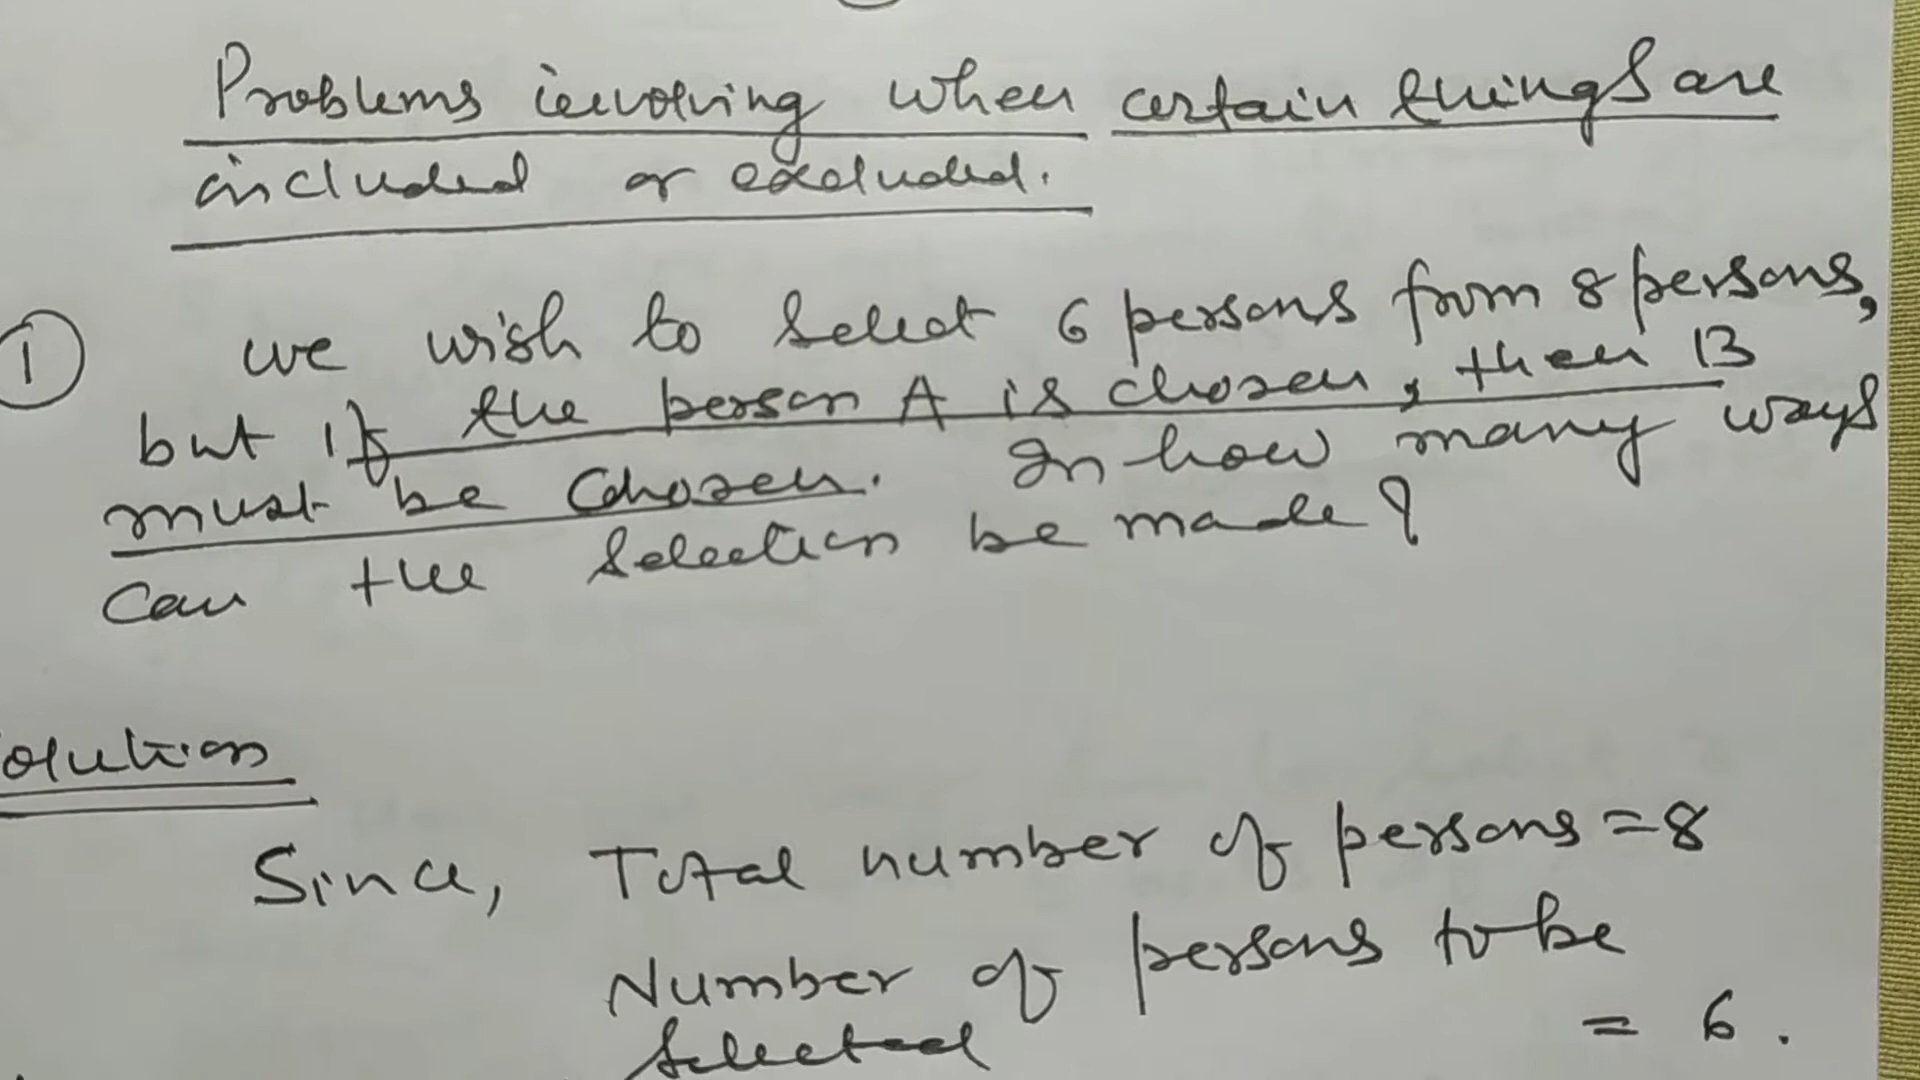 Problems involving when certain things are
included or excluded.
① we wish to select 6 persons from 8 persons,
but if the person A is chosen, then B
must be chosen. In how many ways
can the selection be made?
Solution
Since, Total number of persons = 8
Number of persons to be
selected = 6.